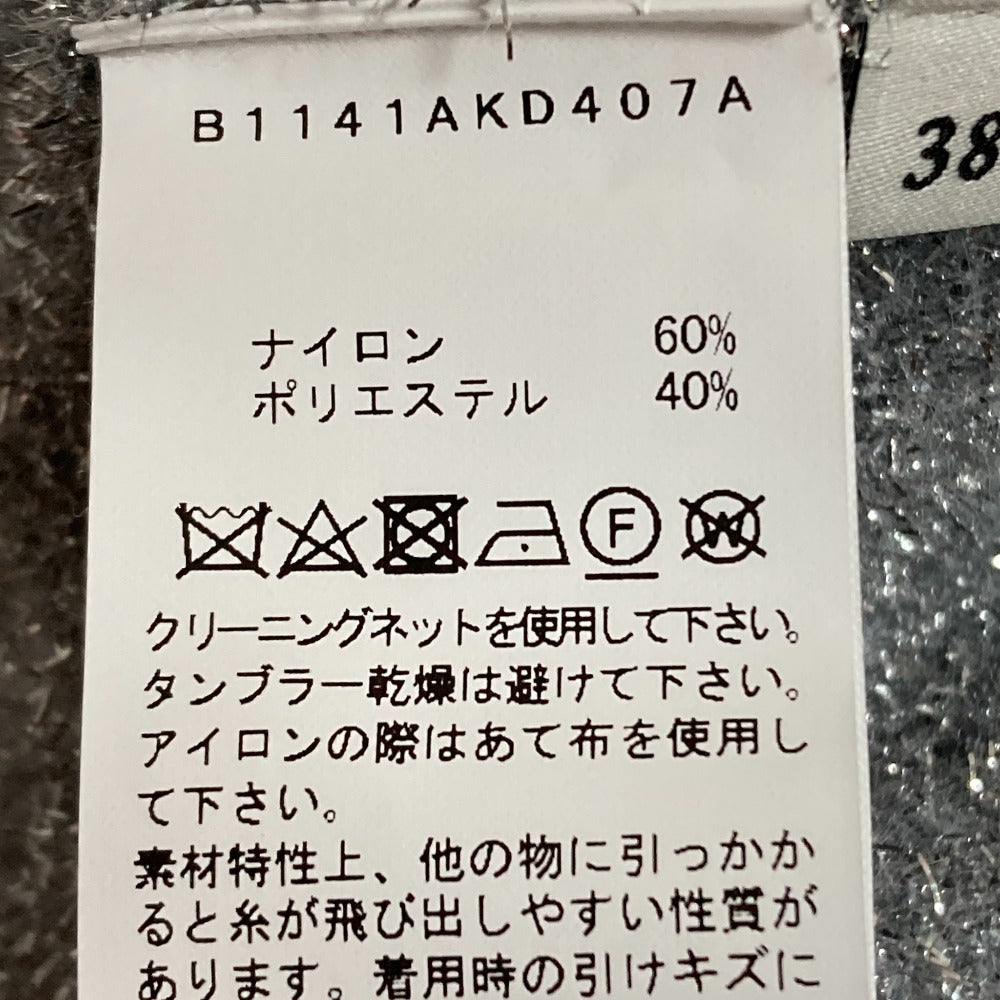 B1141AKD407A
38
ナイロン 60%
ポリエステル 40%
F
W
クリーニングネットを使用して下さい。
タンブラー乾燥は避けて下さい。
アイロンの際はあて布を使用し
て下さい。
素材特性上、他の物に引っかか
ると糸が飛び出しやすい性質が
あります。着用時の引けキズに